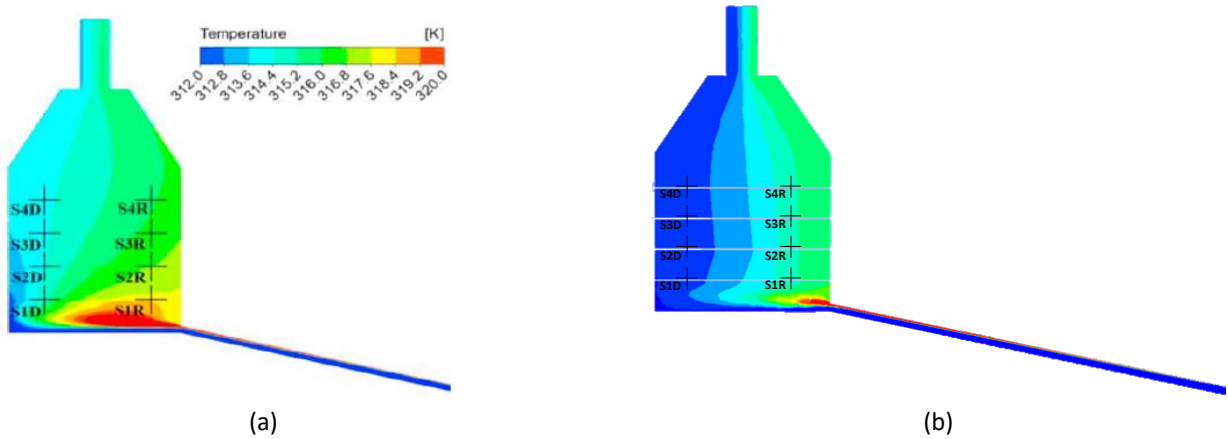 Temperature [K]
312.0 312.8 313.6 314.4 315.2 316.0 316.8 317.6 318.4 319.2 320.0
S4D S4R
S3D S3R
S2D S2R
S1D S1R
S4D S4R
S3D S3R
S2D S2R
S1D S1R
(a) (b)